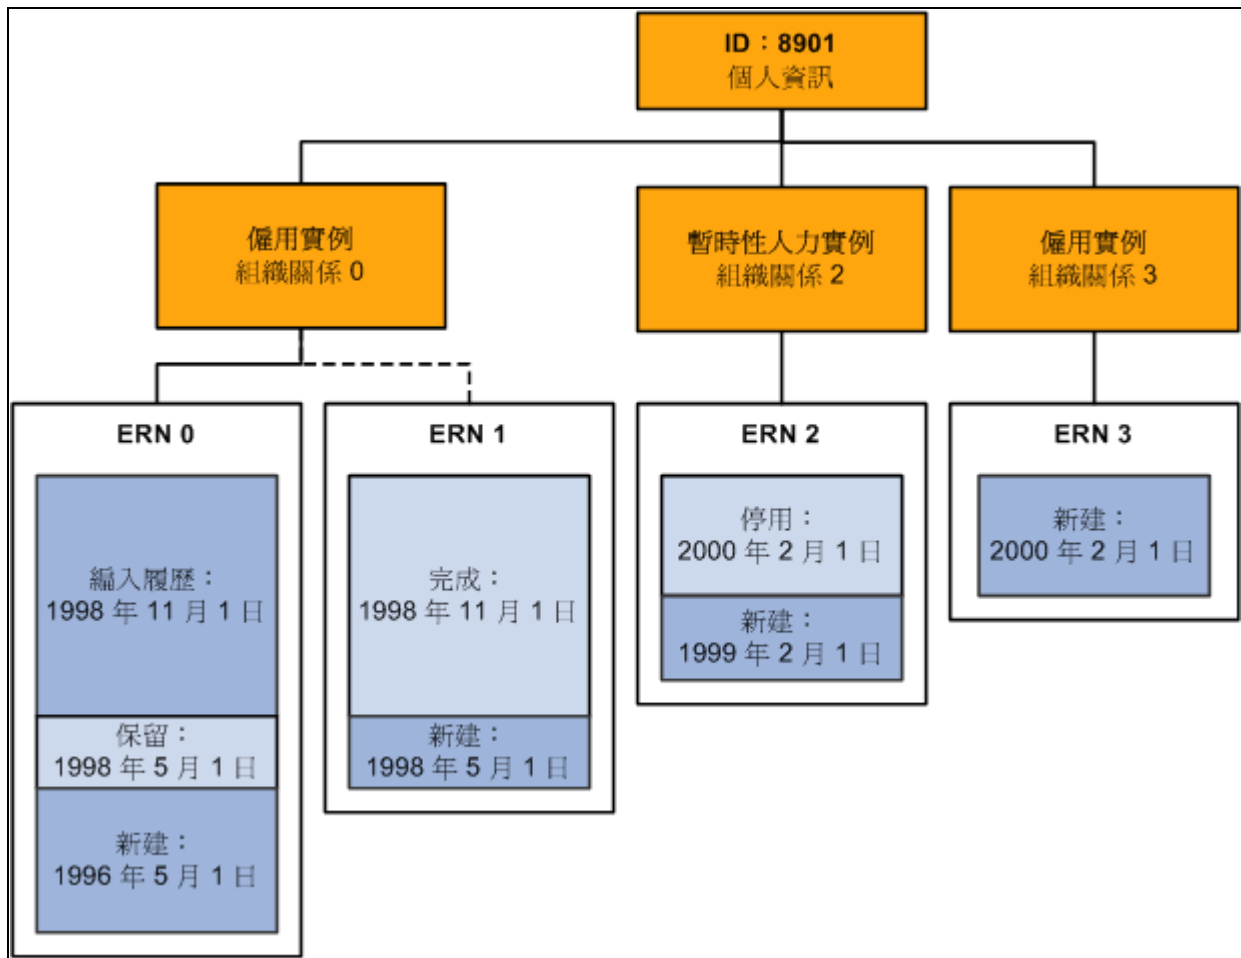 ID：8901
個人資訊
僱用實例
組織關係 0
暫時性人力實例
組織關係 2
僱用實例
組織關係 3
ERN 0
編入履歷：
1998 年 11 月 1 日
保留：
1998 年 5 月 1 日
新建：
1996 年 5 月 1 日
ERN 1
完成：
1998 年 11 月 1 日
新建：
1998 年 5 月 1 日
ERN 2
停用：
2000 年 2 月 1 日
新建：
1999 年 2 月 1 日
ERN 3
新建：
2000 年 2 月 1 日